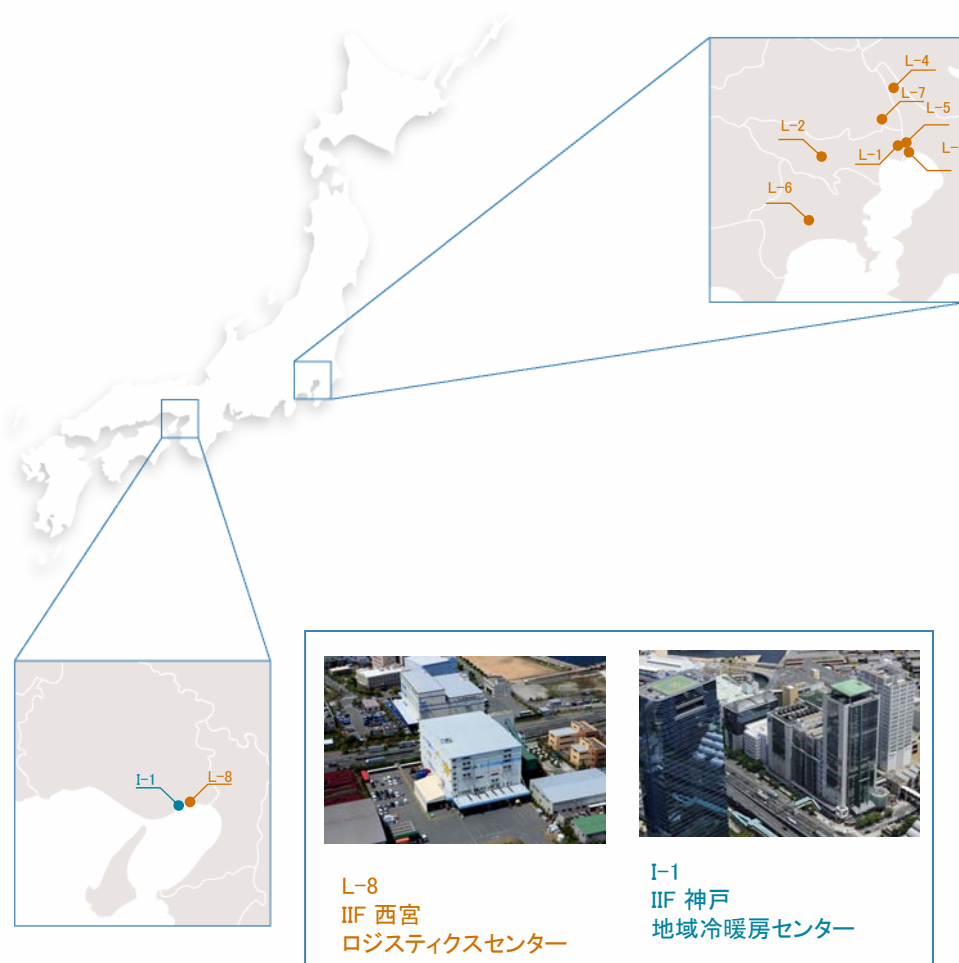 L-4
L-7
L-5
L-2
L-1
L-
L-6
I-1
L-8
L-8
IIF 西宮
ロジスティクスセンター
I-1
IIF 神戸
地域冷暖房センター